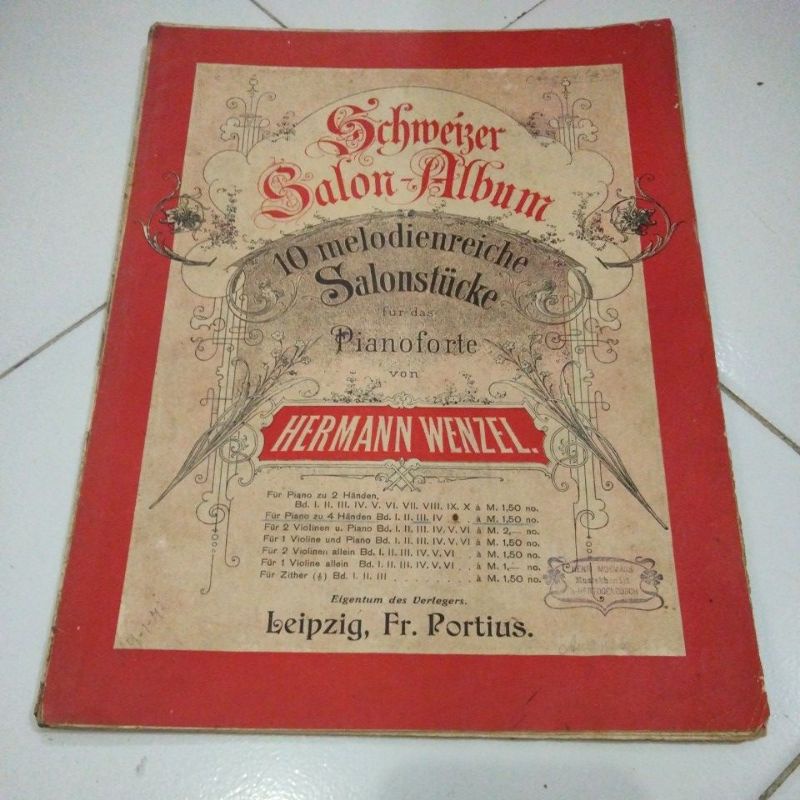 Schweizer
Salon-Album
10 melodienreiche
Salonstücke
für das
Pianoforte
von
HERMANN WENZEL.
Für Piano zu 2 Händen,
Bd. I. II. III. IV. V. VI. VII. VIII. IX. X à M. 1,50 no.
Für Piano zu 4 Händen Bd. I. II. III. IV à M. 1,50 no.
Für 2 Violinen u. Piano Bd. I. II. III. IV. V. VI à M. 2,— no.
Für 1 Violine und Piano Bd. I. II. III. IV. V. VI à M. 1,50 no.
Für 2 Violinen allein Bd. I. II. III. IV. V. VI à M. 1,50 no.
Für 1 Violine allein Bd. I. II. III. IV. V. VI . . à M. 1,— no.
Für Zither Bd. I. II. III . . . . . . . . . . à M. 1,50 no.
Eigentum des Verlegers.
Leipzig, Fr. Portius.